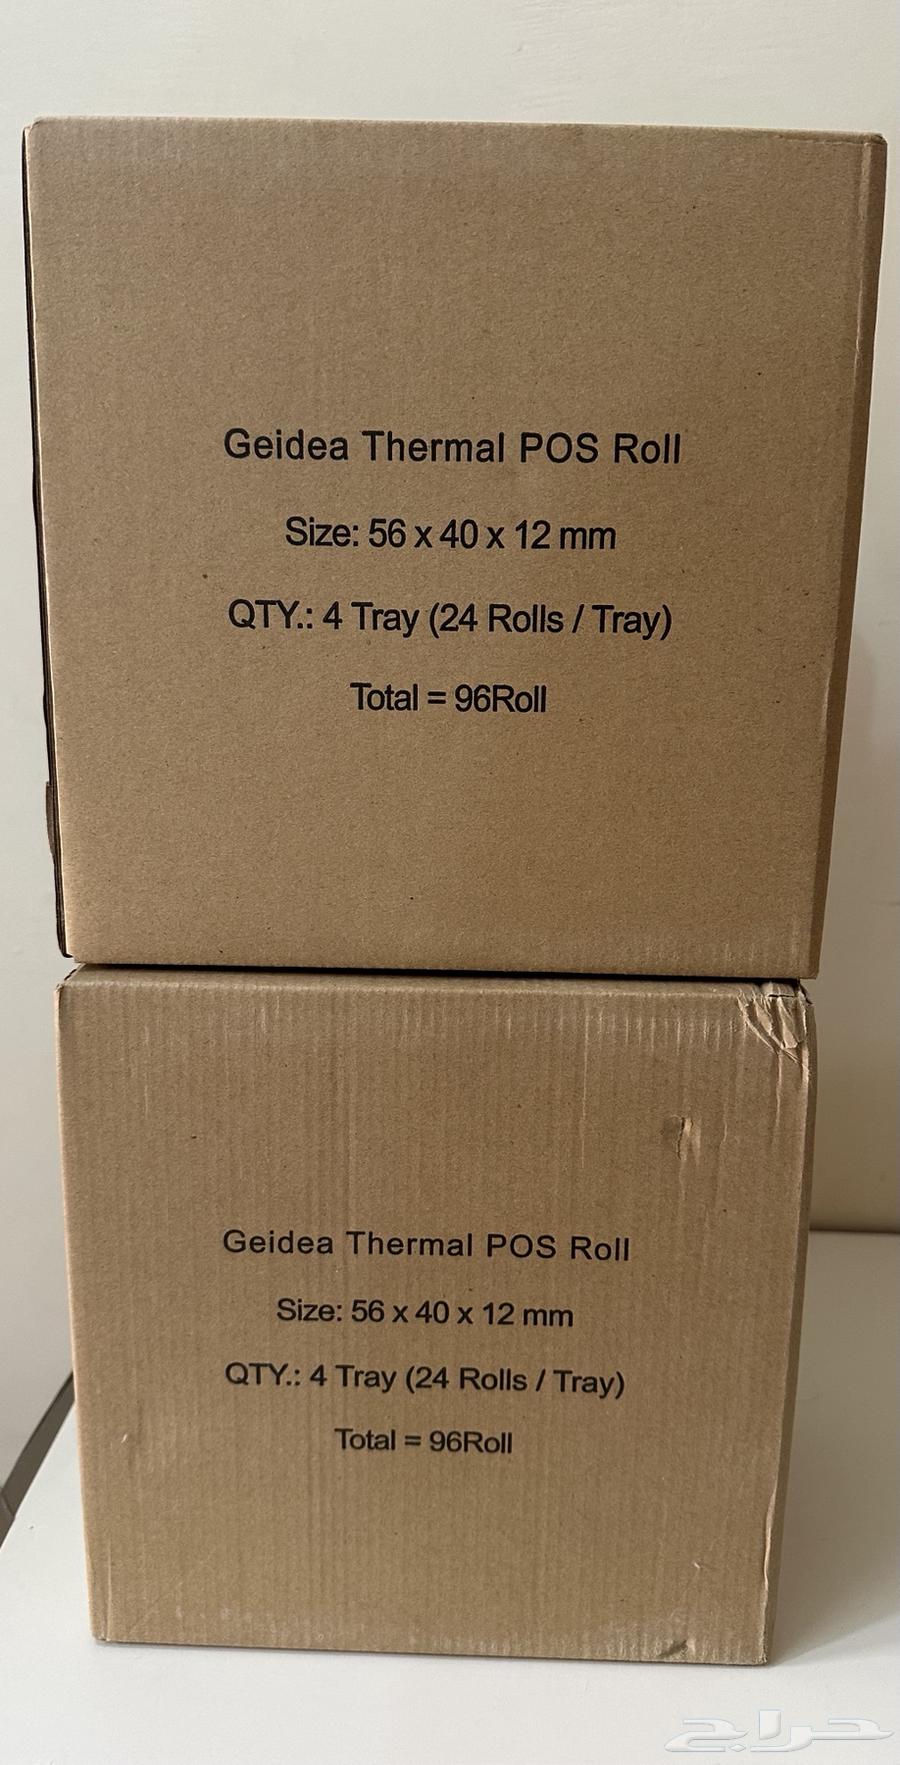 Geidea Thermal POS Roll
Size: 56 x 40 x 12 mm
QTY.: 4 Tray (24 Rolls / Tray)
Total = 96Roll
Geidea Thermal POS Roll
Size: 56 x 40 x 12 mm
QTY.: 4 Tray (24 Rolls / Tray)
Total = 96Roll
حراج